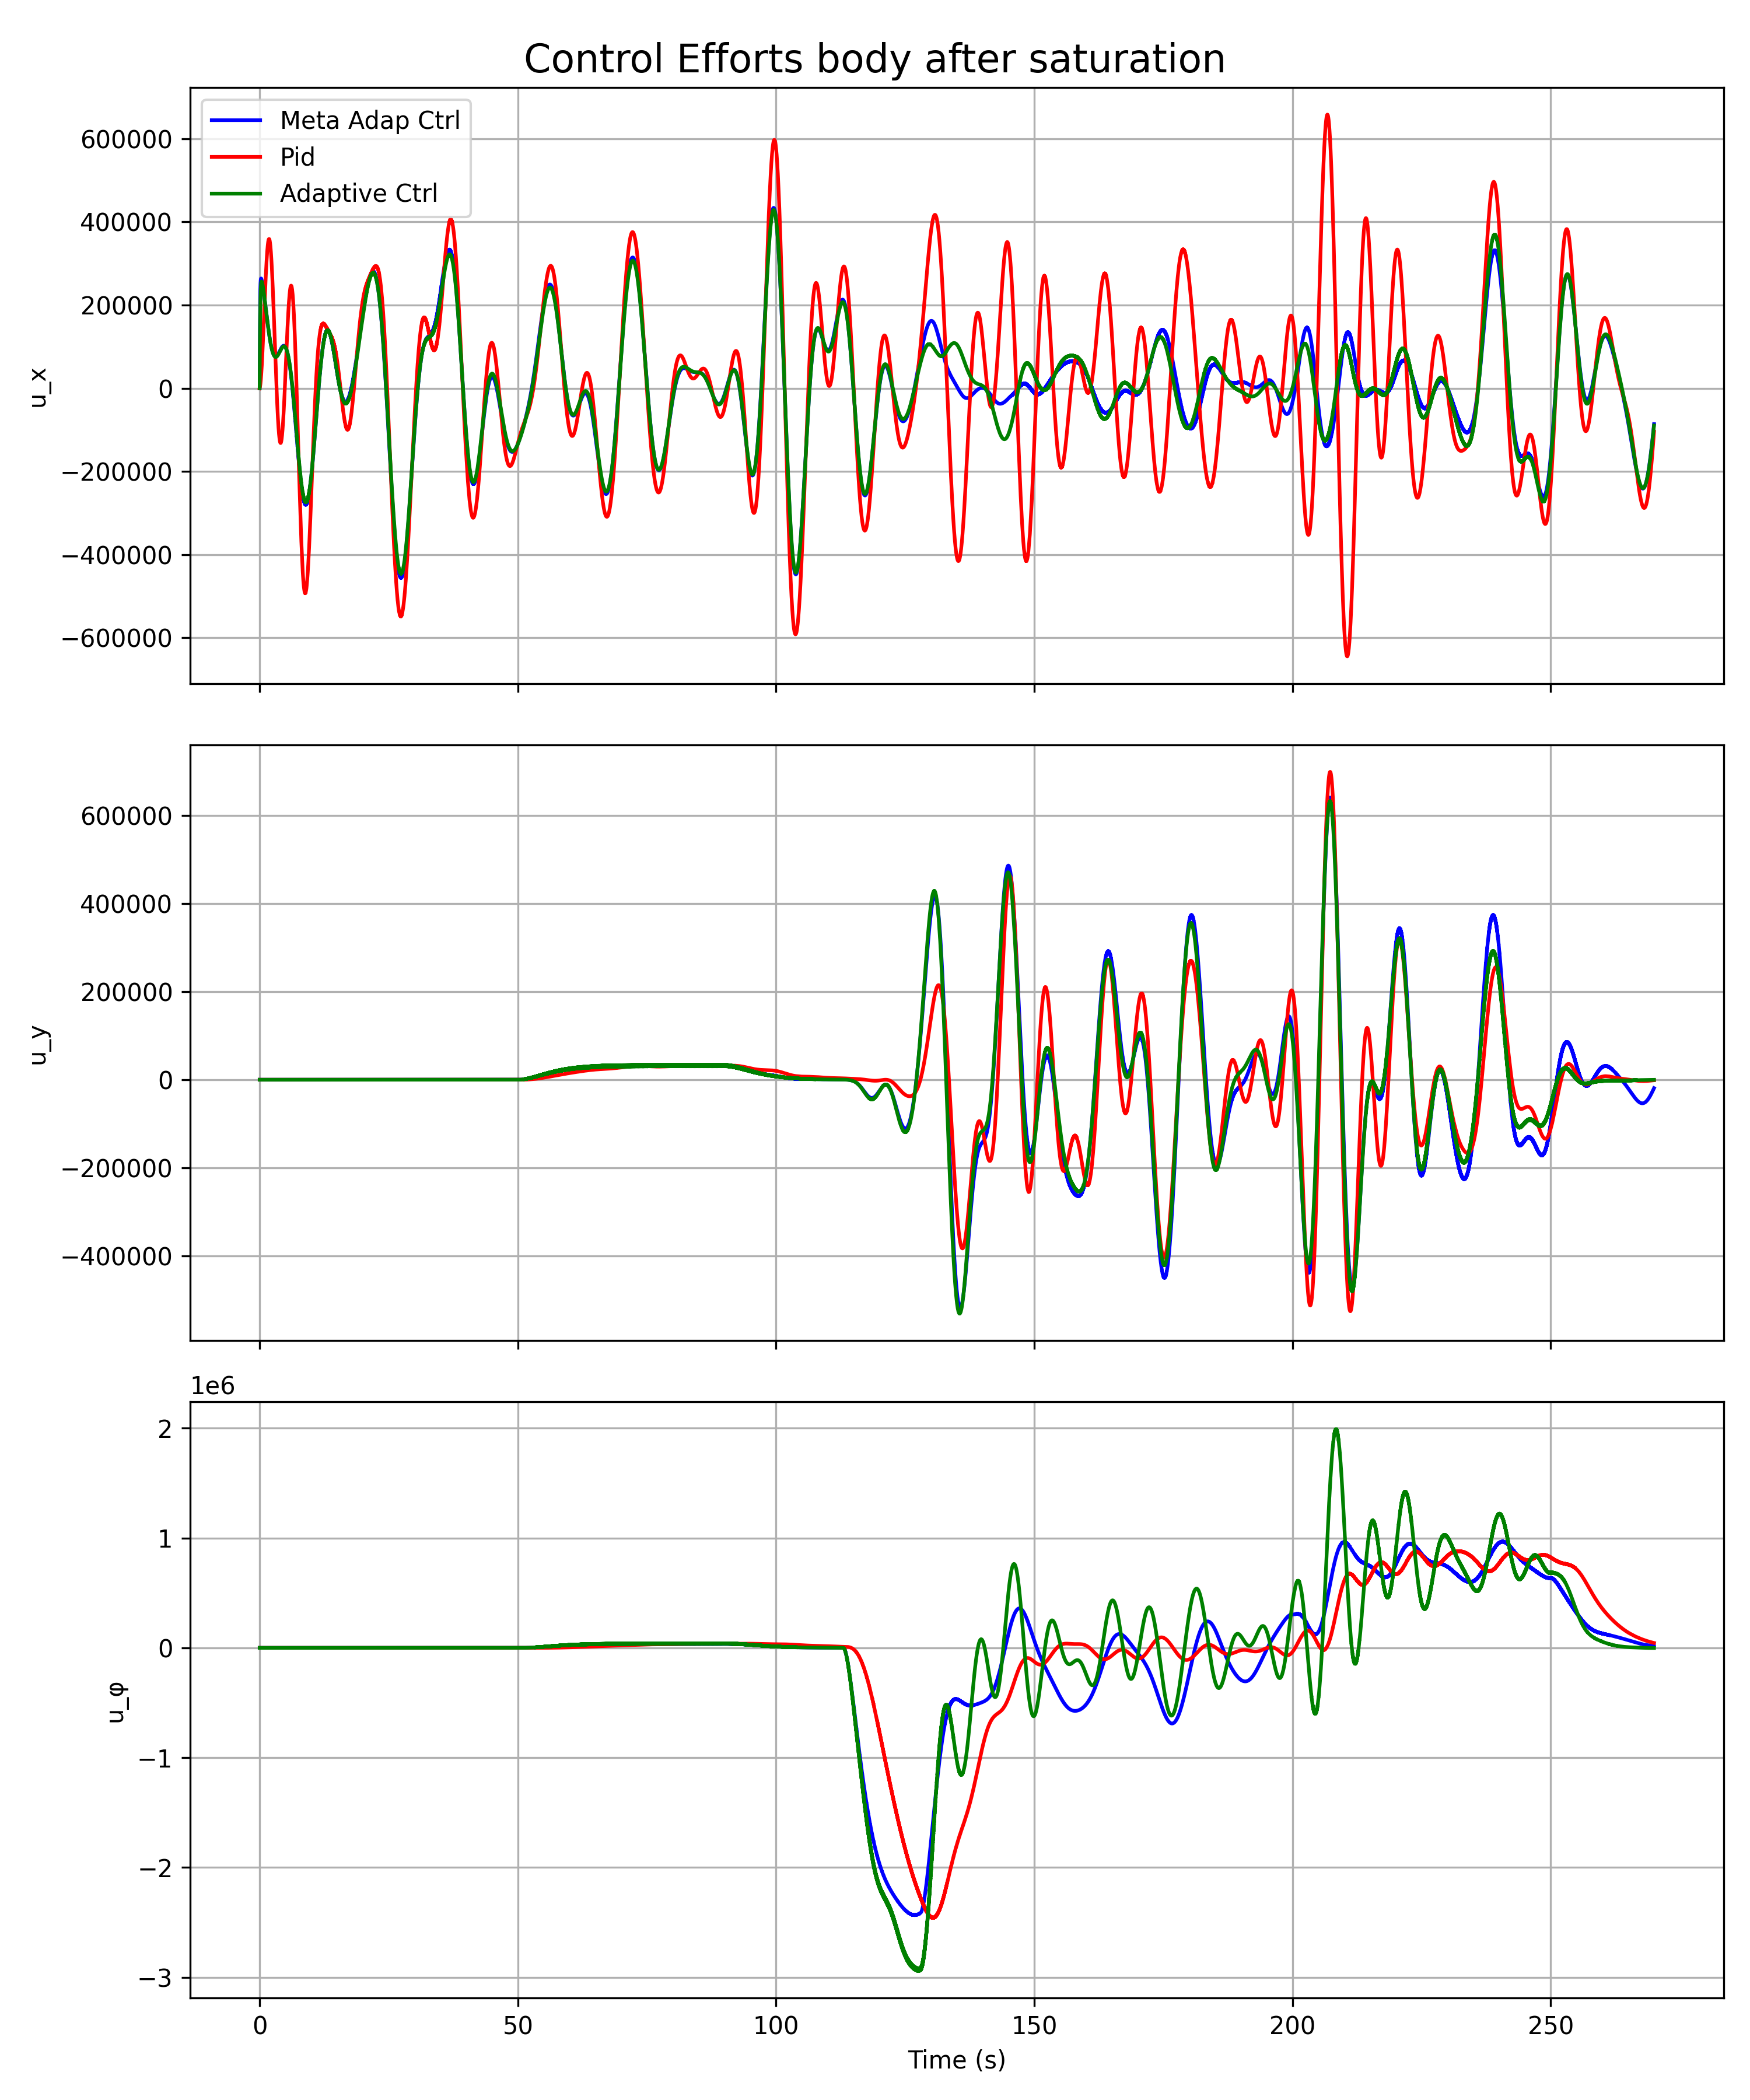 Control Efforts body after saturation
Meta Adap Ctrl
Pid
Adaptive Ctrl
600000
400000
200000
0
−200000
−400000
−600000
u_x
600000
400000
200000
0
−200000
−400000
u_y
1e6
2
1
0
−1
−2
−3
u_φ
0 50 100 150 200 250
Time (s)